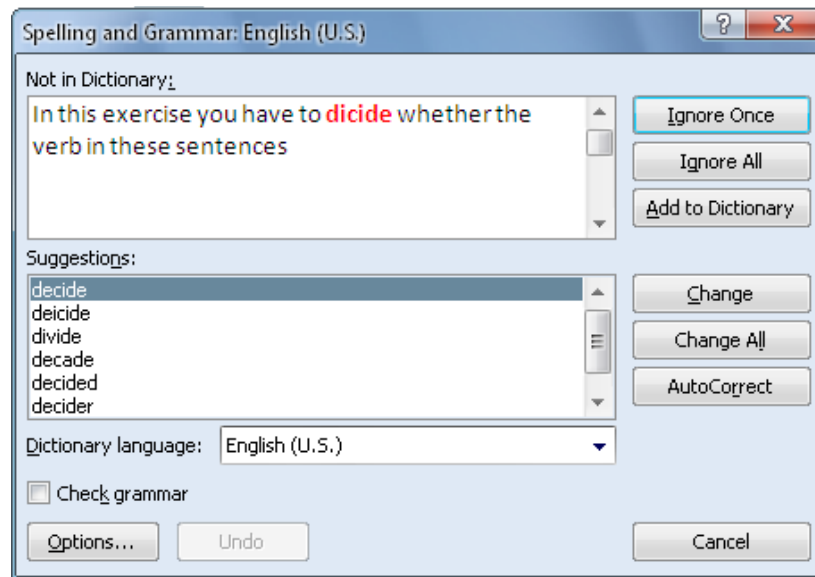 Spelling and Grammar: English (U.S.)
Not in Dictionary:
In this exercise you have to dicide whether the
verb in these sentences
Ignore Once
Ignore All
Add to Dictionary
Suggestions:
decide
deicide
divide
decade
decided
decider
Change
Change All
AutoCorrect
Dictionary language: English (U.S.)
Check grammar
Options... Undo Cancel